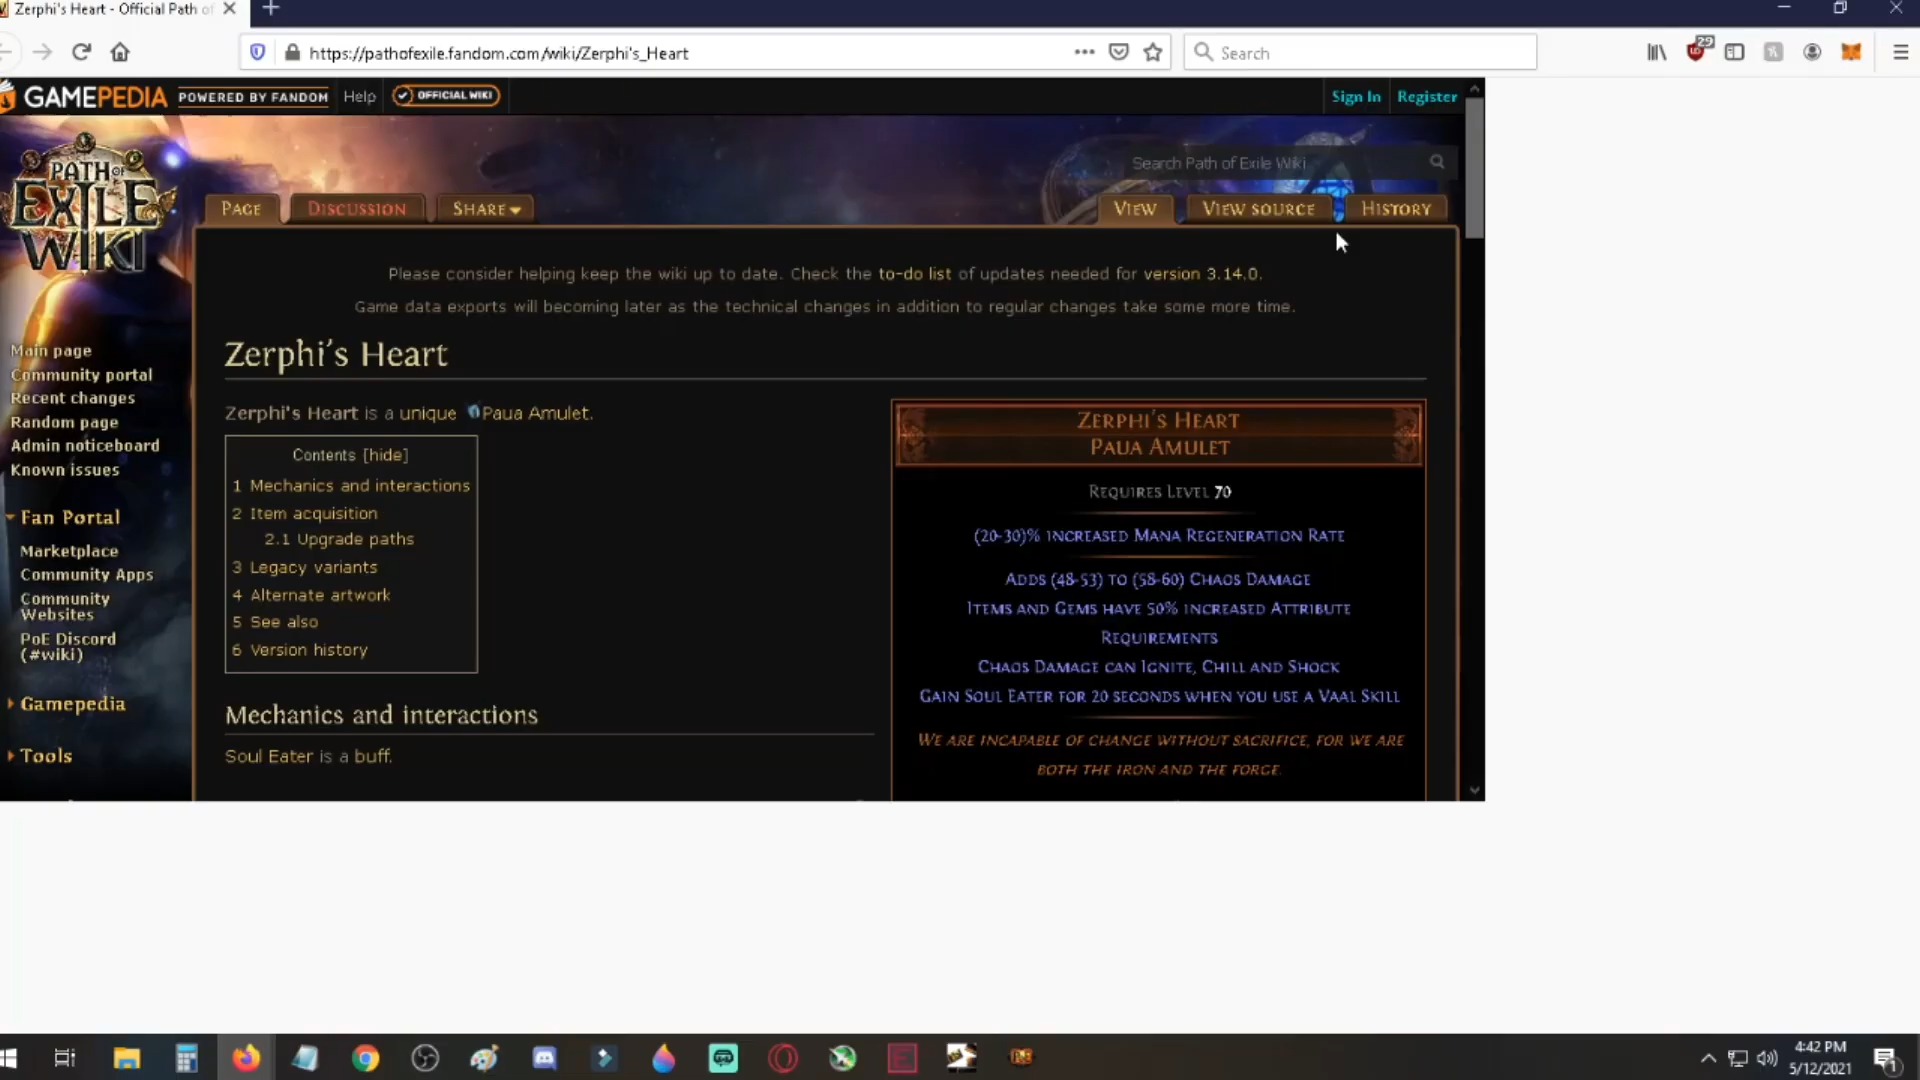 Zerphi's Heart - Official Path of
https://pathofexile.fandom.com/wiki/Zerphi's_Heart
Search
29
GAMEPEDIA POWERED BY FANDOM Help OFFICIAL WIKI
Sign In Register
PATH OF
EXILE
WIKI
Search Path of Exile Wiki
PAGE DISCUSSION SHARE VIEW VIEW SOURCE HISTORY
Please consider helping keep the wiki up to date. Check the to-do list of updates needed for version 3.14.0.
Game data exports will becoming later as the technical changes in addition to regular changes take some more time.
Main page
Community portal
Recent changes
Random page
Admin noticeboard
Known issues
Fan Portal
Marketplace
Community Apps
Community
Websites
PoE Discord
(#wiki)
Gamepedia
Tools
Zerphi's Heart
Zerphi's Heart is a unique Paua Amulet.
Contents [hide]
1 Mechanics and interactions
2 Item acquisition
2.1 Upgrade paths
3 Legacy variants
4 Alternate artwork
5 See also
6 Version history
Mechanics and interactions
Soul Eater is a buff.
ZERPHI'S HEART
PAUA AMULET
REQUIRES LEVEL 70
(20-30)% INCREASED MANA REGENERATION RATE
ADDS (48-53) TO (58-60) CHAOS DAMAGE
ITEMS AND GEMS HAVE 50% INCREASED ATTRIBUTE
REQUIREMENTS
CHAOS DAMAGE CAN IGNITE, CHILL AND SHOCK
GAIN SOUL EATER FOR 20 SECONDS WHEN YOU USE A VAAL SKILL
WE ARE INCAPABLE OF CHANGE WITHOUT SACRIFICE, FOR WE ARE
BOTH THE IRON AND THE FORGE.
4:42 PM
5/12/2021
1